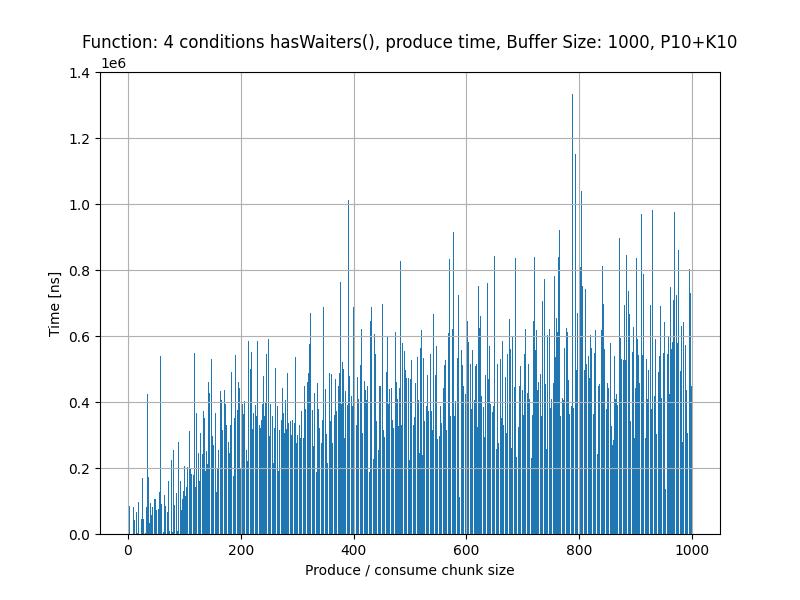 Function: 4 conditions hasWaiters(), produce time, Buffer Size: 1000, P10+K10
1e6
1.4
1.2
1.0
0.8
0.6
0.4
0.2
0.0
Time [ns]
0 200 400 600 800 1000
Produce / consume chunk size